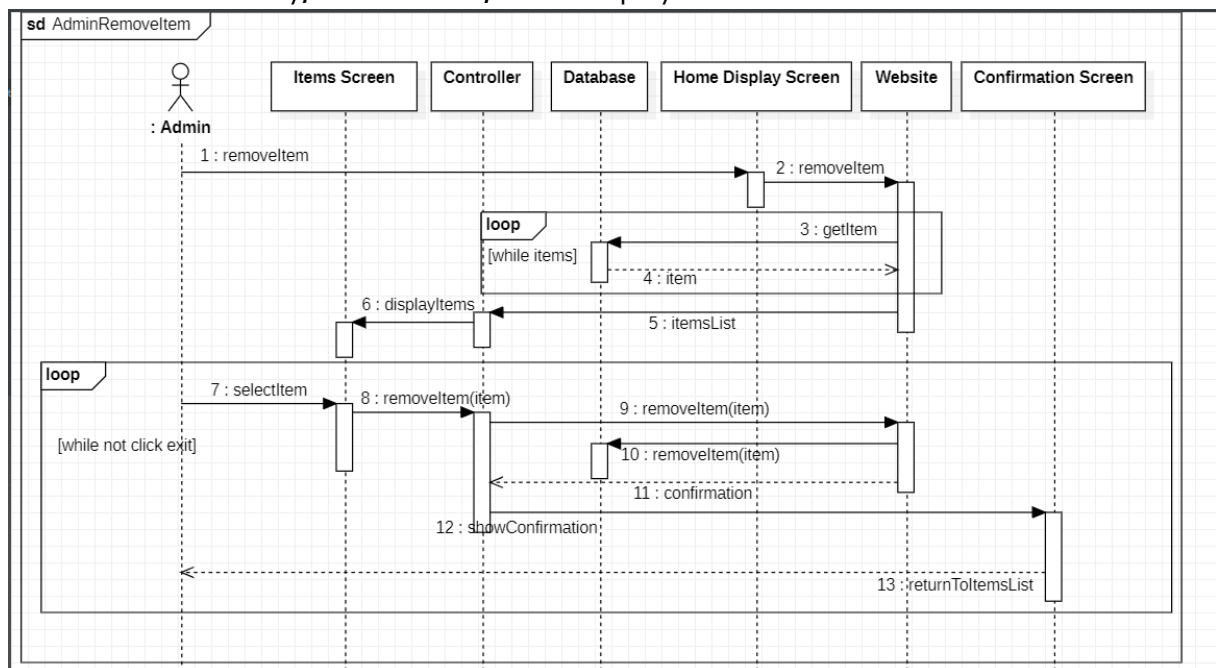 sd AdminRemoveItem
Items Screen
Controller
Database
Home Display Screen
Website
Confirmation Screen
: Admin
1 : removeItem
2 : removeItem
loop
3 : getItem
[while items]
4 : item
6 : displayItems
5 : itemsList
loop
7 : selectItem
8 : removeItem(item)
9 : removeItem(item)
[while not click exit]
10 : removeItem(item)
11 : confirmation
12 : showConfirmation
13 : returnToItemsList